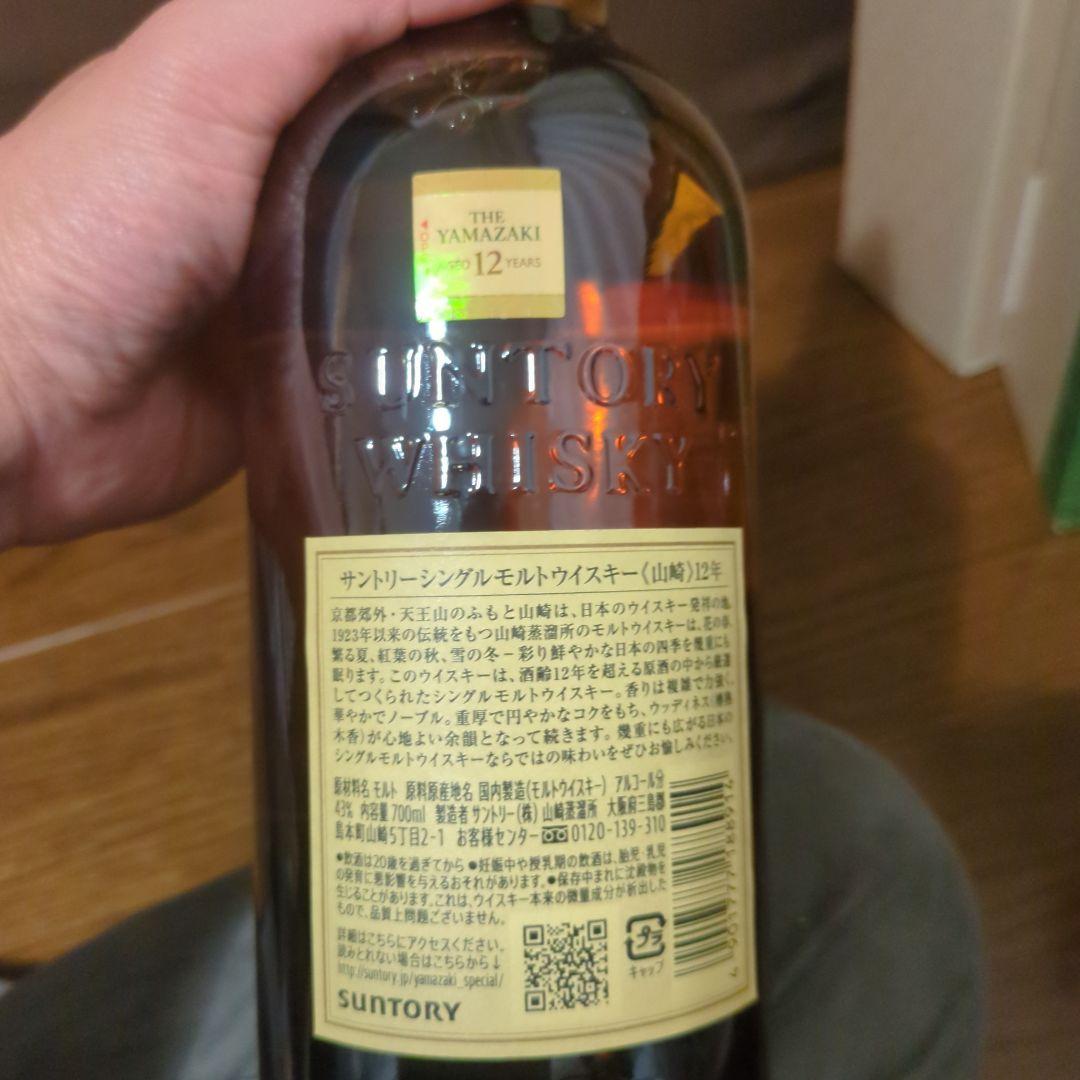 THE
YAMAZAKI
12 YEARS
SUNTORY
WHISKY
サントリーシングルモルトウイスキー《山崎》12年
京都郊外・天王山のふもと山崎は、日本のウイスキー発祥の地。
1923年以来の伝統をもつ山崎蒸溜所のモルトウイスキーは、花の春、
繁る夏、紅葉の秋、雪の冬－彩り鮮やかな日本の四季を幾重にも
眠ります。このウイスキーは、酒齢12年を超える原酒の中から厳選
してつくられたシングルモルトウイスキー。香りは複雑で力強く、
華やかでノーブル。重厚で円やかなコクをもち、ウッディネス(樽熟
木香)が心地よい余韻となって続きます。幾重にも広がる日本の
シングルモルトウイスキーならではの味わいをぜひお愉しみください。
原材料名 モルト 原料原産地名 国内製造(モルトウイスキー) アルコール分
43% 内容量 700ml 製造者 サントリー(株) 山崎蒸溜所 大阪府三島郡
島本町山崎5丁目2-1 お客様センター 0120-139-310
●飲酒は20歳を過ぎてから ●妊娠中や授乳期の飲酒は、胎児・乳児
の発育に悪影響を与えるおそれがあります。●保存中まれに沈殿物を
生じることがあります。これは、ウイスキー本来の微量成分が析出した
もので、品質上問題ございません。
詳細はこちらにアクセスください。
読みとれない場合はこちらから↓
http://suntory.jp/yamazaki_special/
SUNTORY
プラ
キャップ